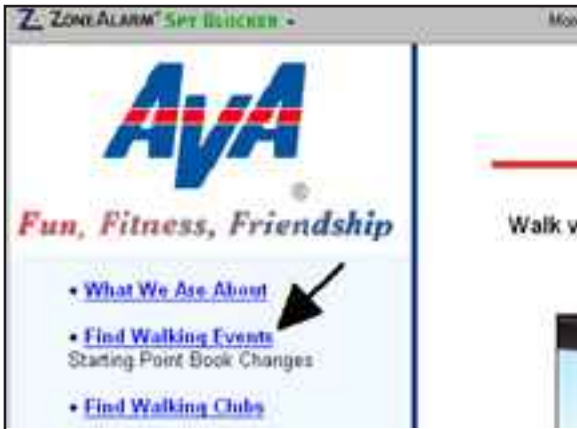 Z ZONEALARM® SPY BLOCKER
AVA
®
Fun, Fitness, Friendship
Walk
• What We Are About
• Find Walking Events
Starting Point Book Changes
• Find Walking Clubs